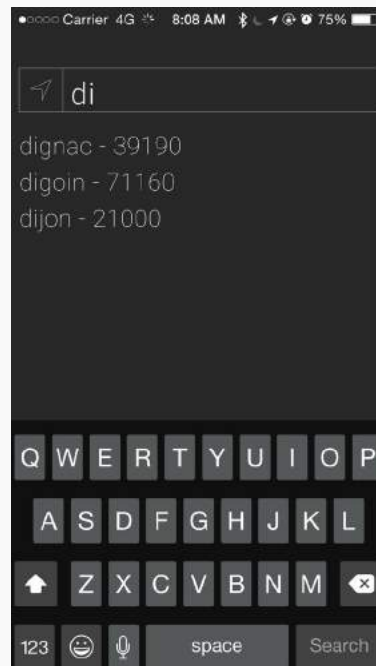 Carrier 4G 8:08 AM 75%
di
dignac - 39190
digoin - 71160
dijon - 21000
Q W E R T Y U I O P
A S D F G H J K L
Z X C V B N M
123 space Search